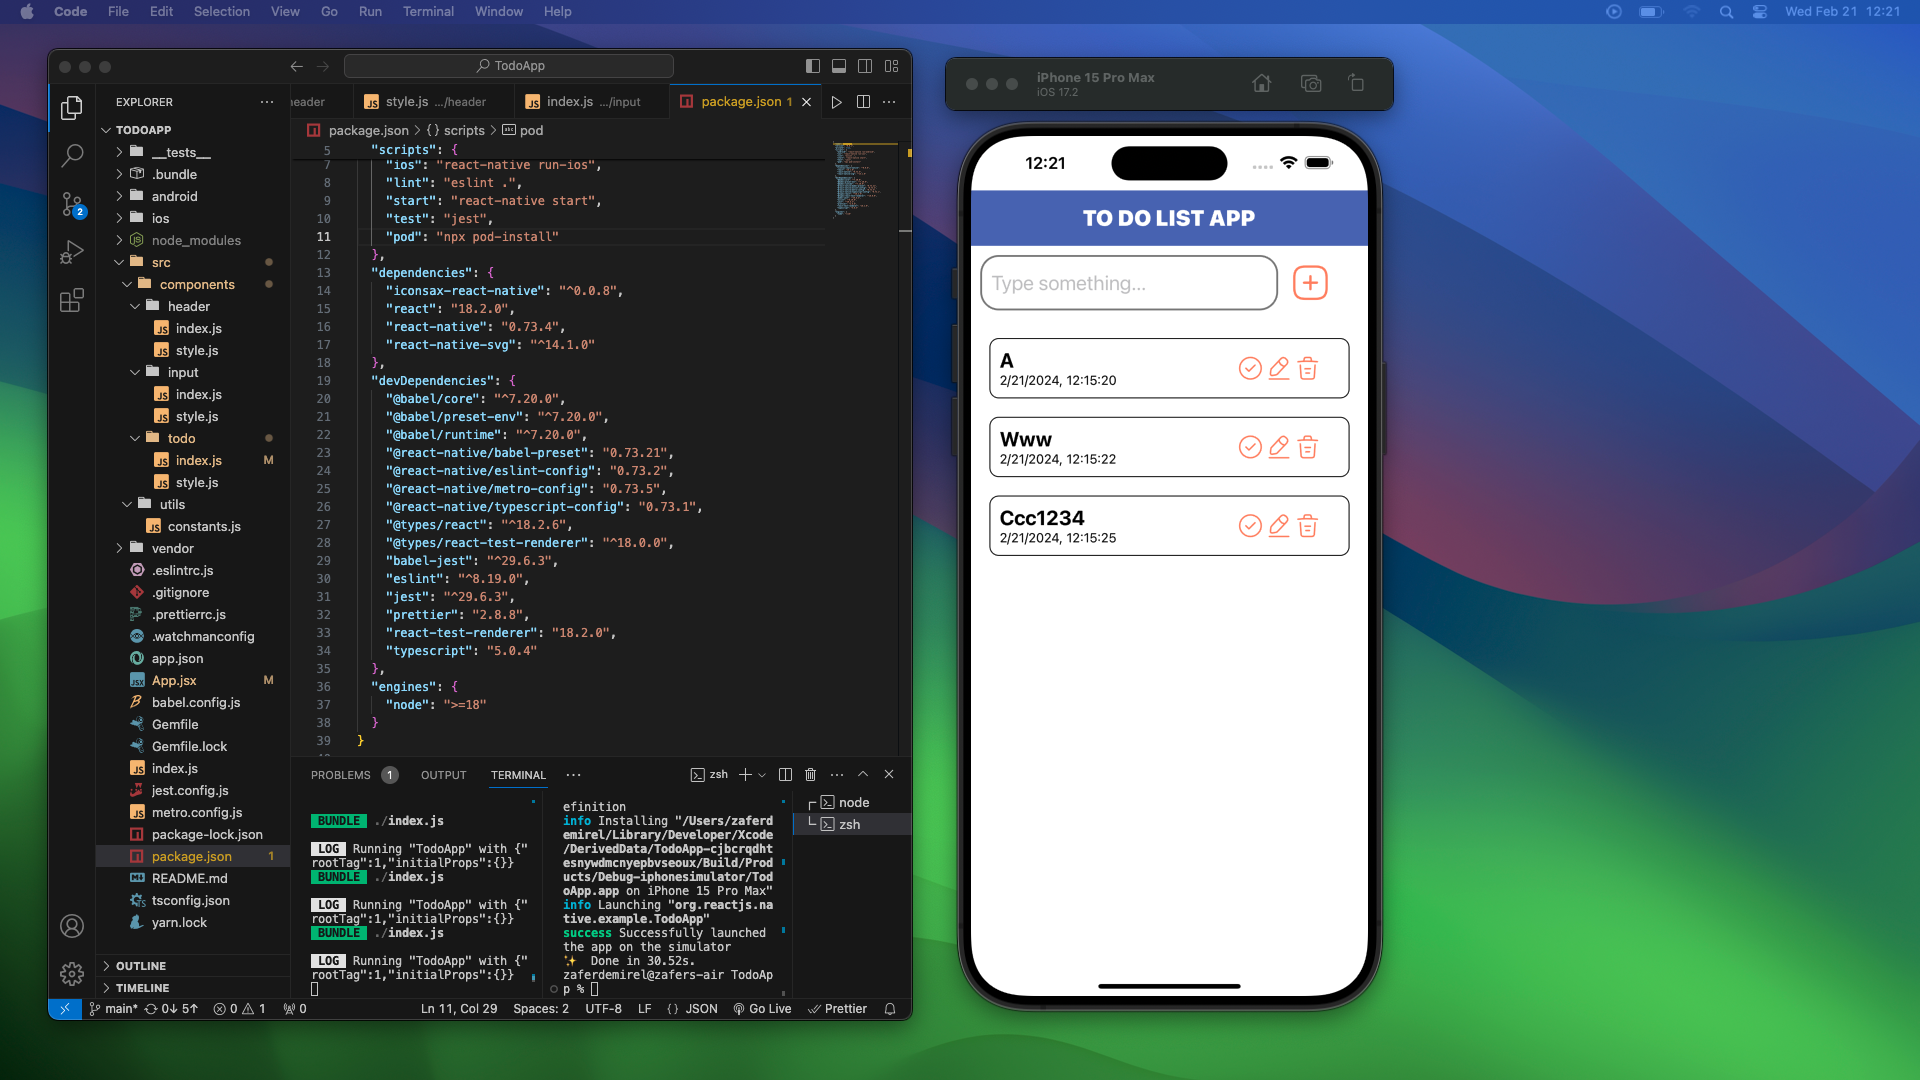 Code File Edit Selection View Go Run Terminal Window Help
Wed Feb 21 12:21
TodoApp
EXPLORER
TODOAPP
__tests__
.bundle
android
ios
node_modules
src
components
header
index.js
style.js
input
index.js
style.js
todo
index.js M
style.js
utils
constants.js
vendor
.eslintrc.js
.gitignore
.prettierrc.js
.watchmanconfig
app.json
App.jsx M
babel.config.js
Gemfile
Gemfile.lock
index.js
jest.config.js
metro.config.js
package-lock.json
package.json 1
README.md
tsconfig.json
yarn.lock
OUTLINE
TIMELINE
2
eader
style.js .../header
index.js .../input
package.json 1
package.json > {} scripts > pod
5 "scripts": {
7 "ios": "react-native run-ios",
8 "lint": "eslint .",
9 "start": "react-native start",
10 "test": "jest",
11 "pod": "npx pod-install"
12 },
13 "dependencies": {
14 "iconsax-react-native": "^0.0.8",
15 "react": "18.2.0",
16 "react-native": "0.73.4",
17 "react-native-svg": "^14.1.0"
18 },
19 "devDependencies": {
20 "@babel/core": "^7.20.0",
21 "@babel/preset-env": "^7.20.0",
22 "@babel/runtime": "^7.20.0",
23 "@react-native/babel-preset": "0.73.21",
24 "@react-native/eslint-config": "0.73.2",
25 "@react-native/metro-config": "0.73.5",
26 "@react-native/typescript-config": "0.73.1",
27 "@types/react": "^18.2.6",
28 "@types/react-test-renderer": "^18.0.0",
29 "babel-jest": "^29.6.3",
30 "eslint": "^8.19.0",
31 "jest": "^29.6.3",
32 "prettier": "2.8.8",
33 "react-test-renderer": "18.2.0",
34 "typescript": "5.0.4"
35 },
36 "engines": {
37 "node": ">=18"
38 }
39 }
PROBLEMS 1 OUTPUT TERMINAL
zsh
BUNDLE ./index.js
LOG Running "TodoApp" with {"
rootTag":1,"initialProps":{}}
BUNDLE ./index.js
LOG Running "TodoApp" with {"
rootTag":1,"initialProps":{}}
BUNDLE ./index.js
LOG Running "TodoApp" with {"
rootTag":1,"initialProps":{}}
efinition
info Installing "/Users/zaferd
emirel/Library/Developer/Xcode
/DerivedData/TodoApp-cjbcrqdht
esnywdmcnyepbvseoux/Build/Prod
ucts/Debug-iphonesimulator/Tod
oApp.app on iPhone 15 Pro Max"
info Launching "org.reactjs.na
tive.example.TodoApp"
success Successfully launched
the app on the simulator
✨ Done in 30.52s.
zaferdemirel@zafers-air TodoAp
p %
node
zsh
main* 0↓ 5↑ 0 1 0
Ln 11, Col 29 Spaces: 2 UTF-8 LF {} JSON Go Live Prettier
iPhone 15 Pro Max
iOS 17.2
12:21
TO DO LIST APP
Type something...
A
2/21/2024, 12:15:20
Www
2/21/2024, 12:15:22
Ccc1234
2/21/2024, 12:15:25